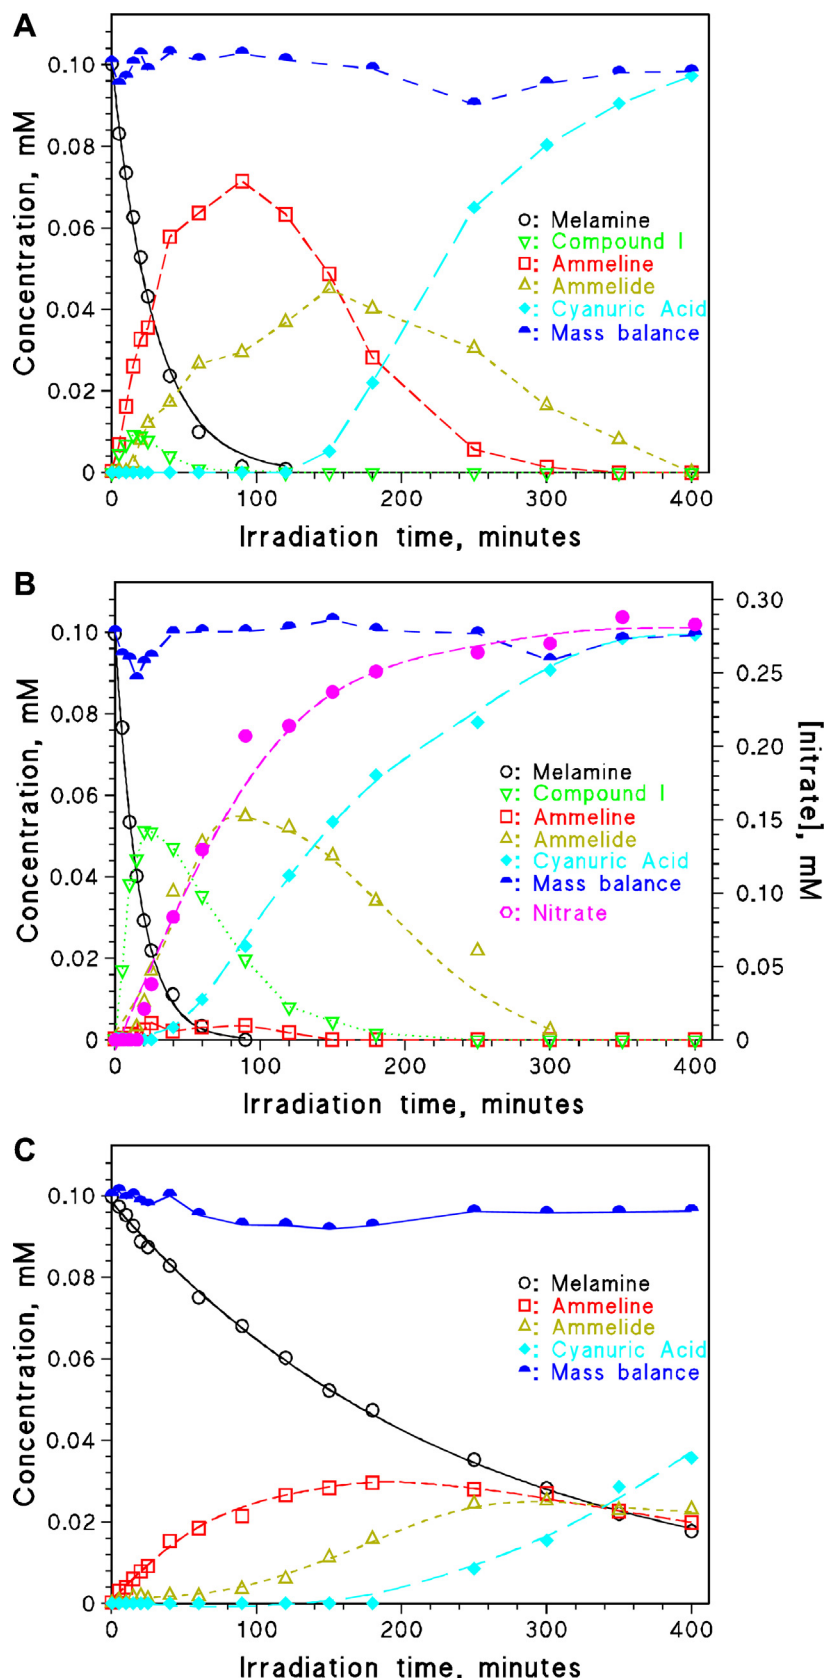 A
Concentration, mM
0.10
0.08
0.06
0.04
0.02
0
0 100 200 300 400
Irradiation time, minutes
: Melamine
: Compound I
: Ammeline
: Ammelide
: Cyanuric Acid
: Mass balance
B
Concentration, mM
0.10
0.08
0.06
0.04
0.02
0
0 100 200 300 400
Irradiation time, minutes
0.30
0.25
0.20
0.15
0.10
0.05
0
[nitrate], mM
: Melamine
: Compound I
: Ammeline
: Ammelide
: Cyanuric Acid
: Mass balance
: Nitrate
C
Concentration, mM
0.10
0.08
0.06
0.04
0.02
0
0 100 200 300 400
Irradiation time, minutes
: Melamine
: Ammeline
: Ammelide
: Cyanuric Acid
: Mass balance